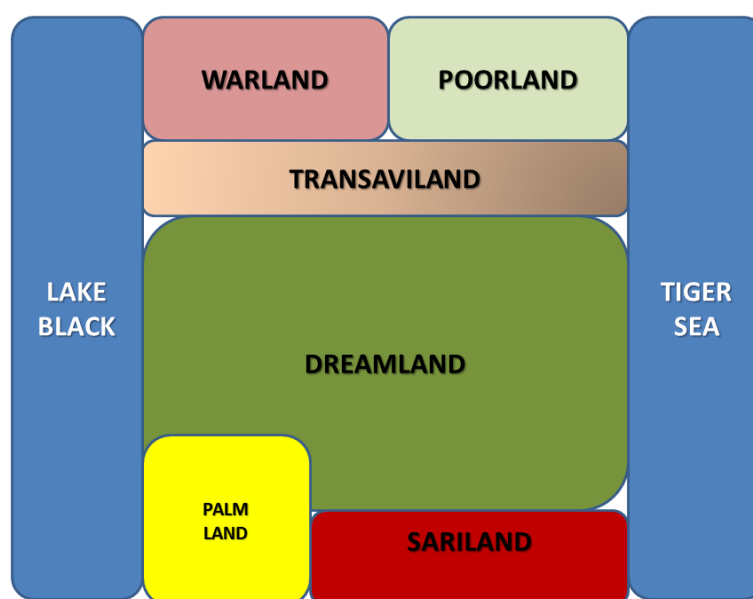 WARLAND
POORLAND
TRANSAVILAND
LAKE
BLACK
TIGER
SEA
DREAMLAND
PALM
LAND
SARILAND